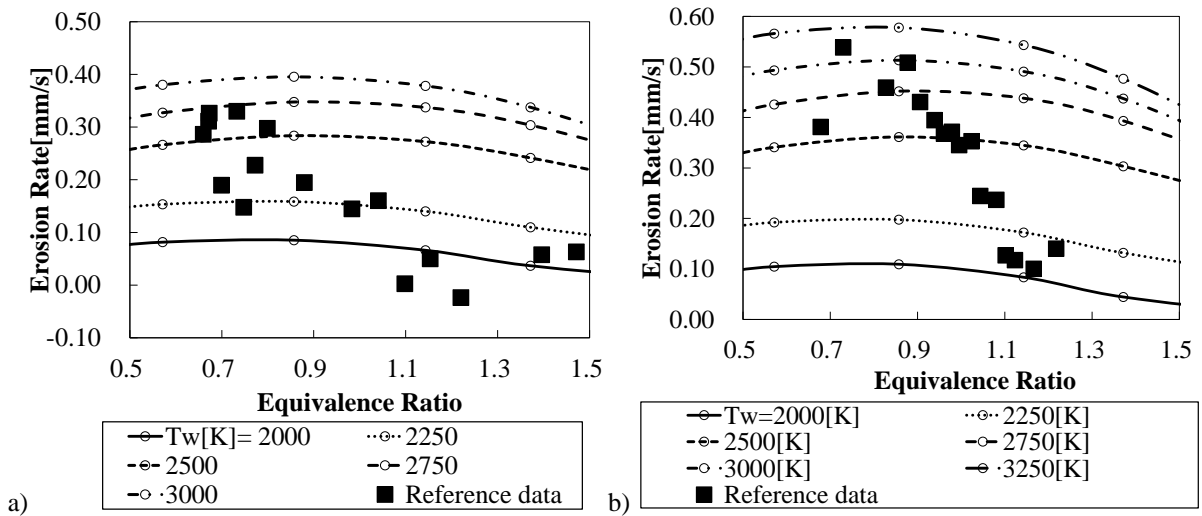 0.50
0.40
0.30
0.20
0.10
0.00
-0.10
Erosion Rate[mm/s]
0.5 0.7 0.9 1.1 1.3 1.5
Equivalence Ratio
Tw[K]= 2000 2250
2500 2750
3000 Reference data
a)
0.60
0.50
0.40
0.30
0.20
0.10
0.00
Erosion Rate[mm/s]
0.5 0.7 0.9 1.1 1.3 1.5
Equivalence Ratio
Tw=2000[K] 2250[K]
2500[K] 2750[K]
3000[K] 3250[K]
Reference data
b)